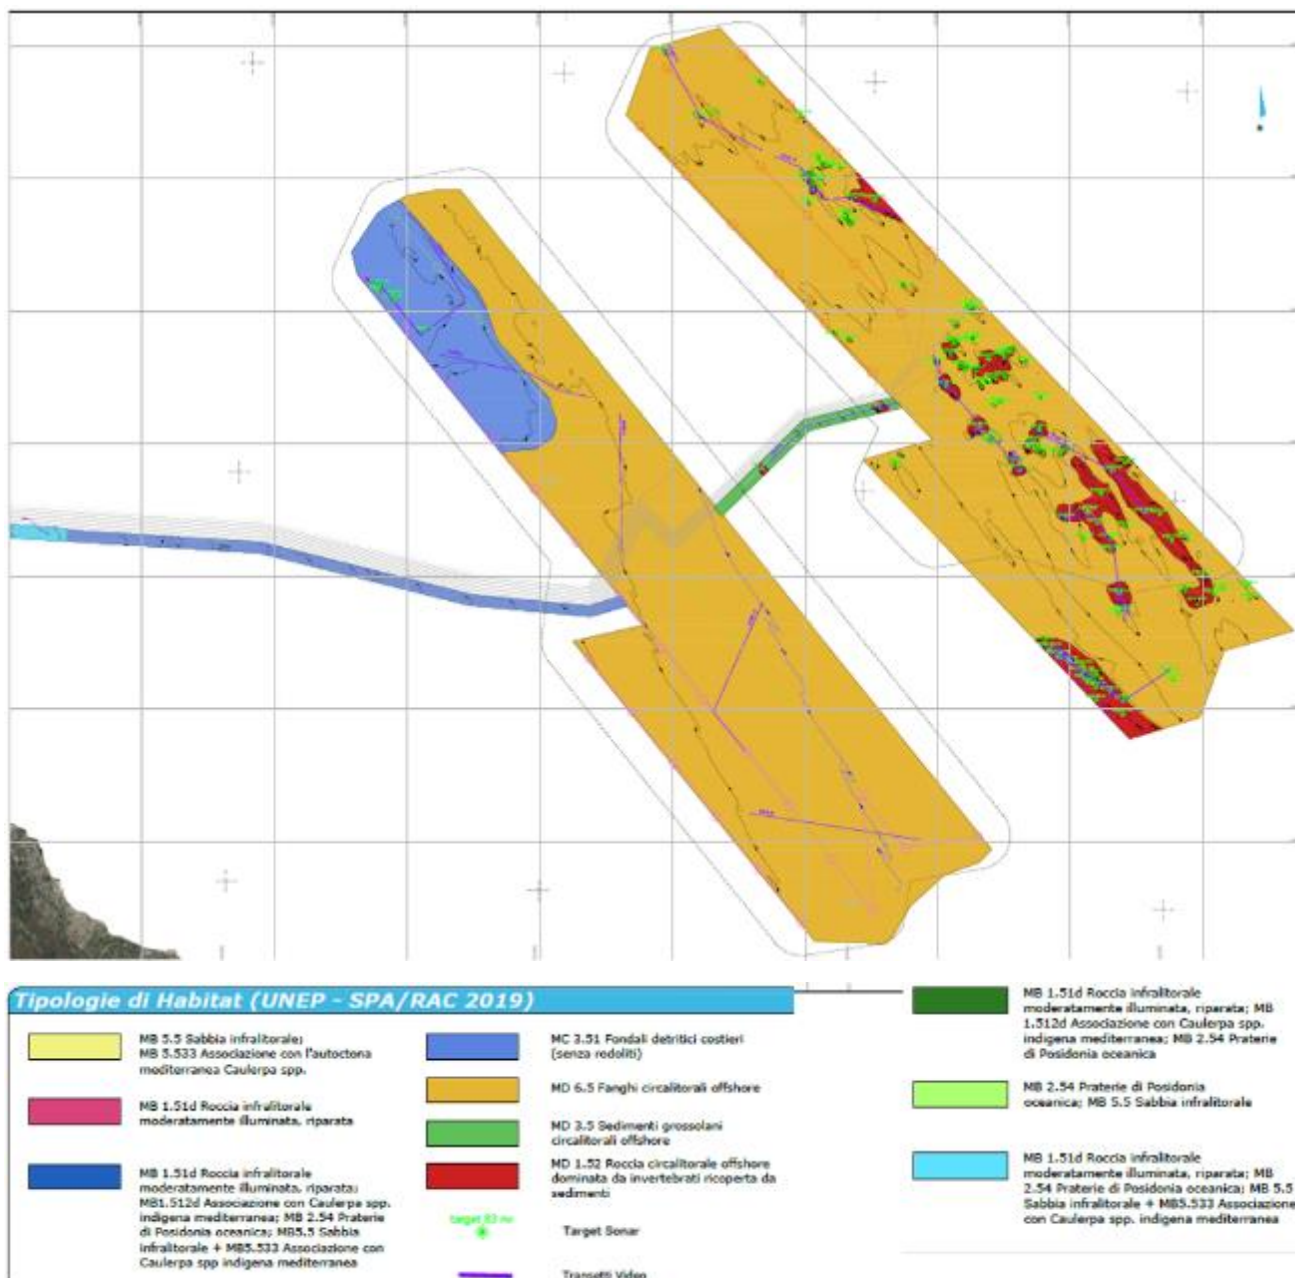 Tipologie di Habitat (UNEP - SPA/RAC 2019)
MB 5.5 Sabbia infralitorale;
MB 5.533 Associazione con l'autoctona
mediterranea Caulerpa spp.
MB 1.51d Roccia infralitorale
moderatamente illuminata, riparata
MB 1.51d Roccia infralitorale
moderatamente illuminata, riparata;
MB1.512d Associazione con Caulerpa spp.
indigena mediterranea; MB 2.54 Praterie
di Posidonia oceanica; MB5.5 Sabbia
infralitorale + MB5.533 Associazione con
Caulerpa spp indigena mediterranea
MC 3.51 Fondali detritici costieri
(senza rodoliti)
MD 6.5 Fanghi circalitorali offshore
MD 3.5 Sedimenti grossolani
circalitorali offshore
MD 1.52 Roccia circalitorale offshore
dominata da invertebrati ricoperta da
sedimenti
Target Sonar
Transetti Video
MB 1.51d Roccia infralitorale
moderatamente illuminata, riparata; MB
1.512d Associazione con Caulerpa spp.
indigena mediterranea; MB 2.54 Praterie
di Posidonia oceanica
MB 2.54 Praterie di Posidonia
oceanica; MB 5.5 Sabbia infralitorale
MB 1.51d Roccia infralitorale
moderatamente illuminata, riparata; MB
2.54 Praterie di Posidonia oceanica; MB 5.5
Sabbia infralitorale + MB5.533 Associazione
con Caulerpa spp. indigena mediterranea